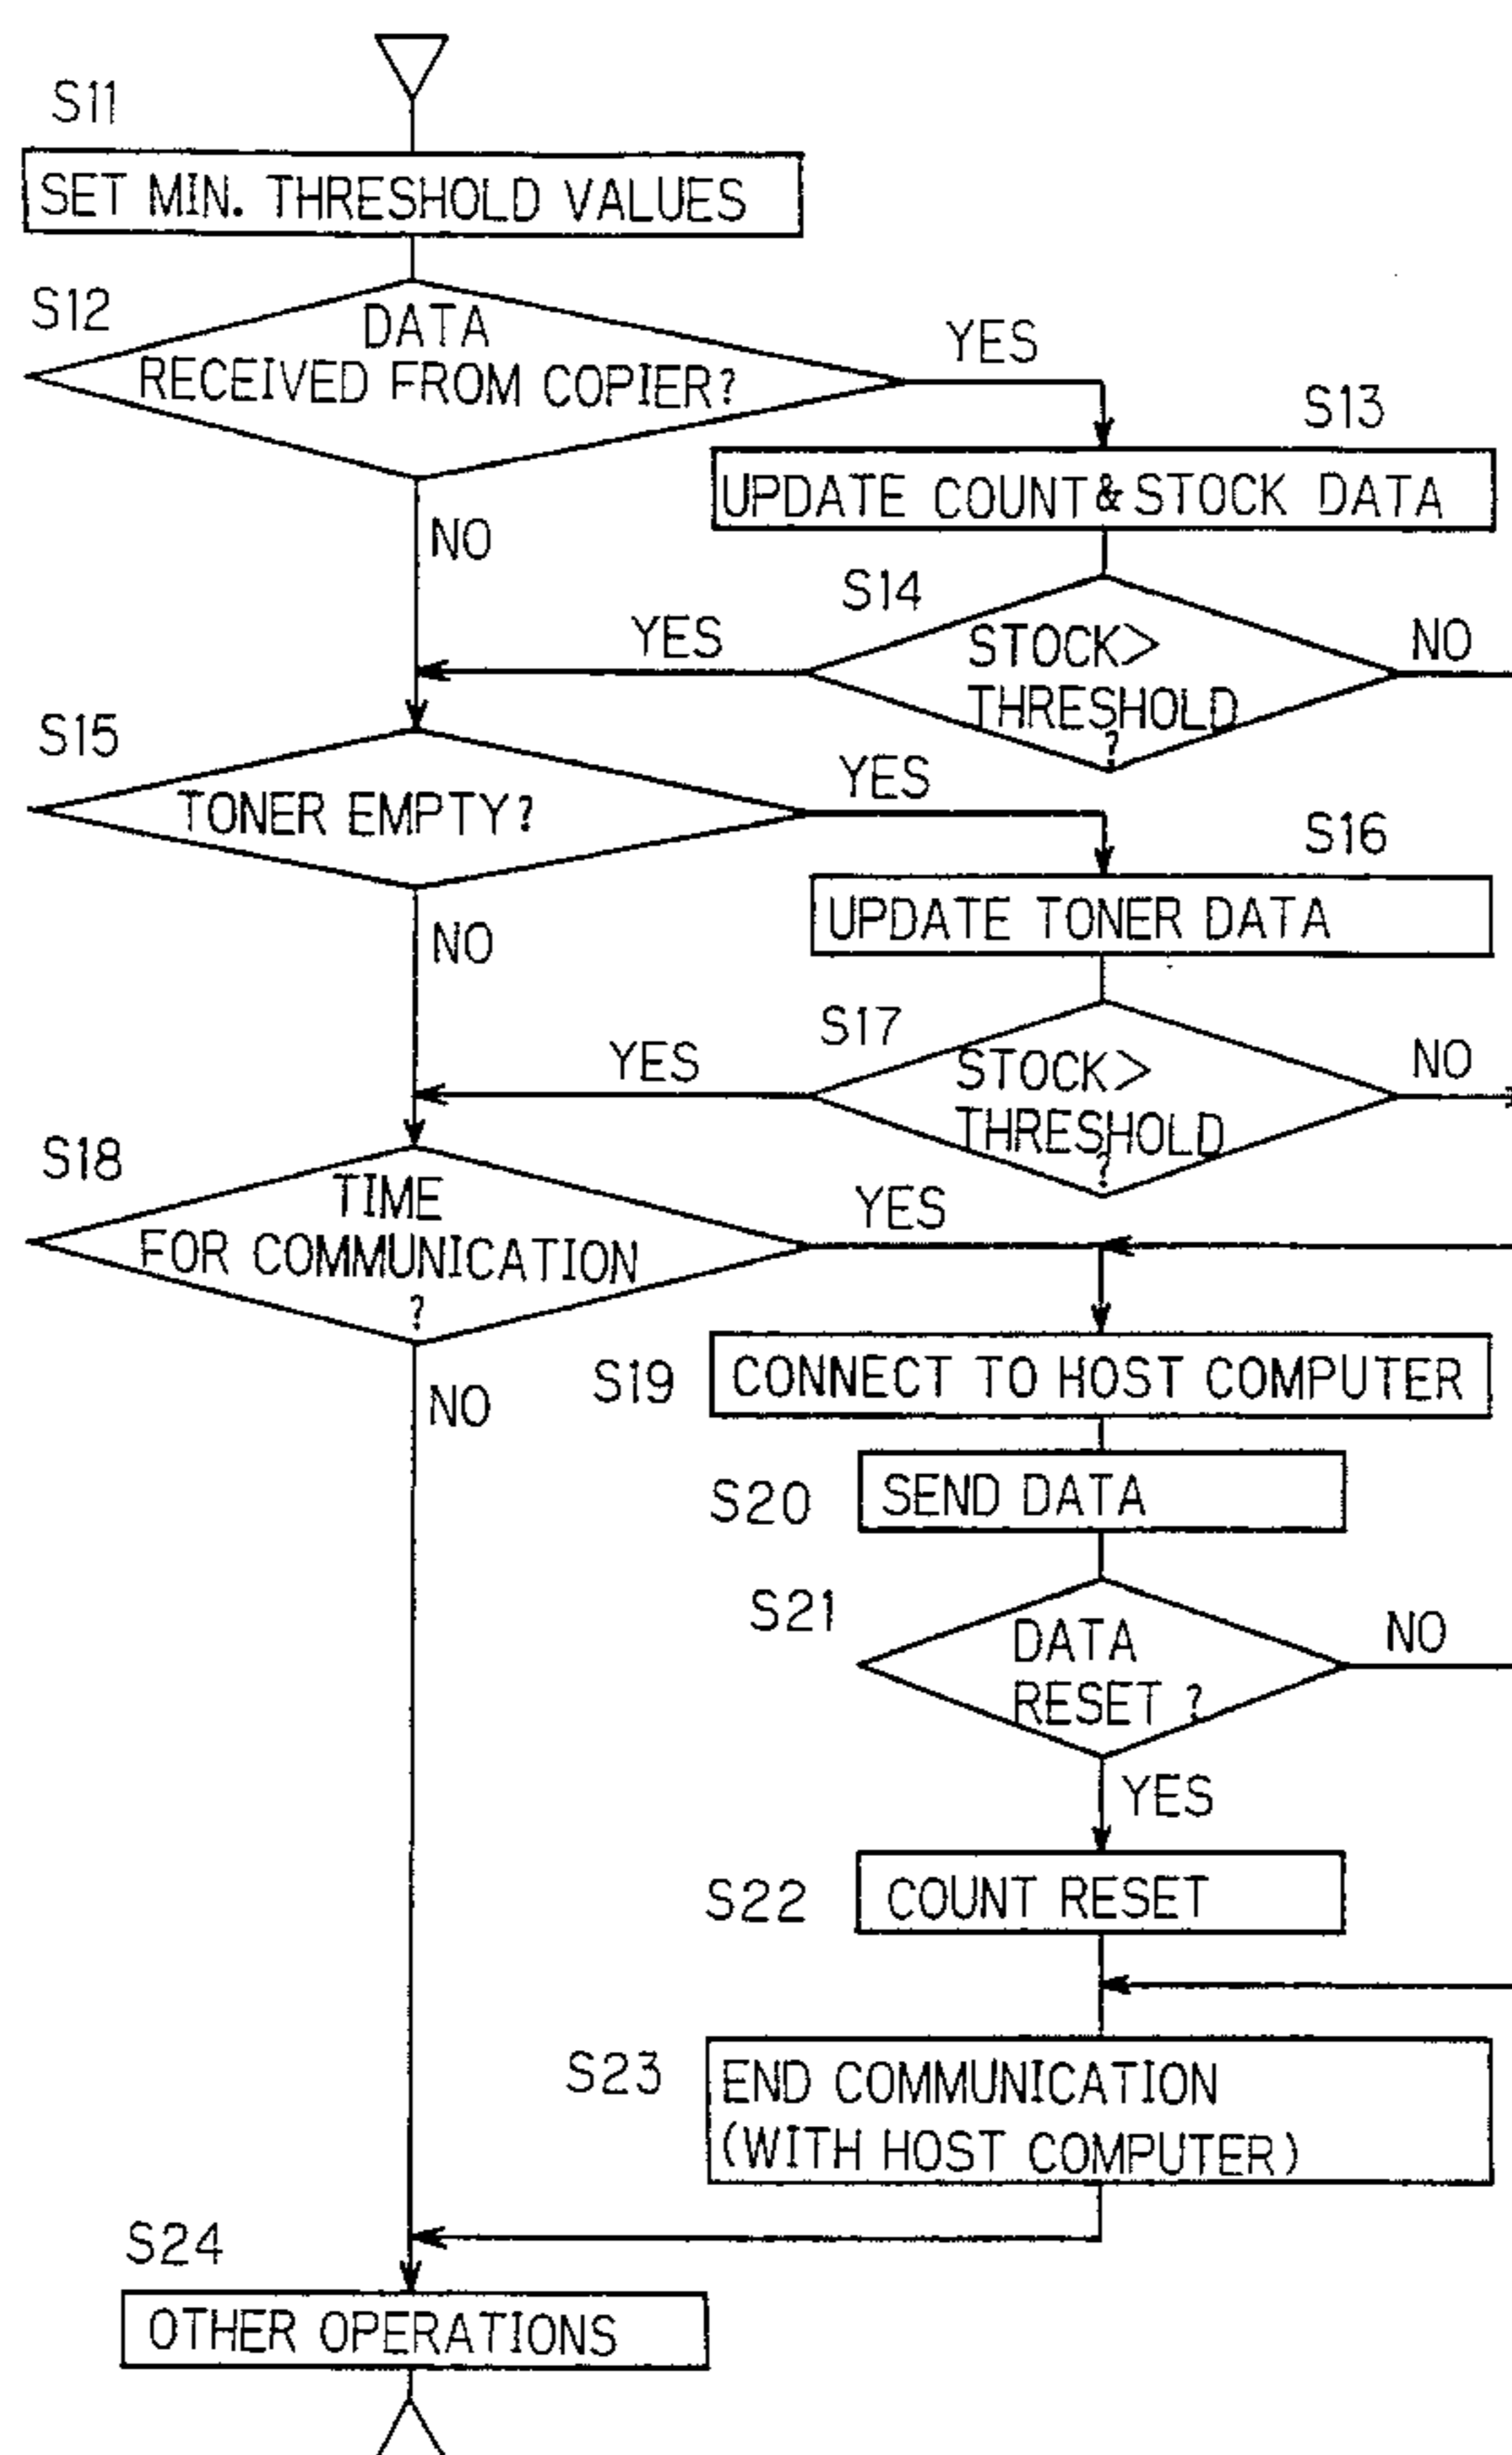 S11
SET MIN. THRESHOLD VALUES
S12
DATA
RECEIVED FROM COPIER?
YES
NO
S13
UPDATE COUNT & STOCK DATA
S14
STOCK>
THRESHOLD
?
YES
NO
S15
TONER EMPTY?
YES
NO
S16
UPDATE TONER DATA
S17
STOCK>
THRESHOLD
?
YES
NO
S18
TIME
FOR COMMUNICATION
?
YES
NO
S19
CONNECT TO HOST COMPUTER
S20
SEND DATA
S21
DATA
RESET ?
NO
YES
S22
COUNT RESET
S23
END COMMUNICATION
(WITH HOST COMPUTER)
S24
OTHER OPERATIONS